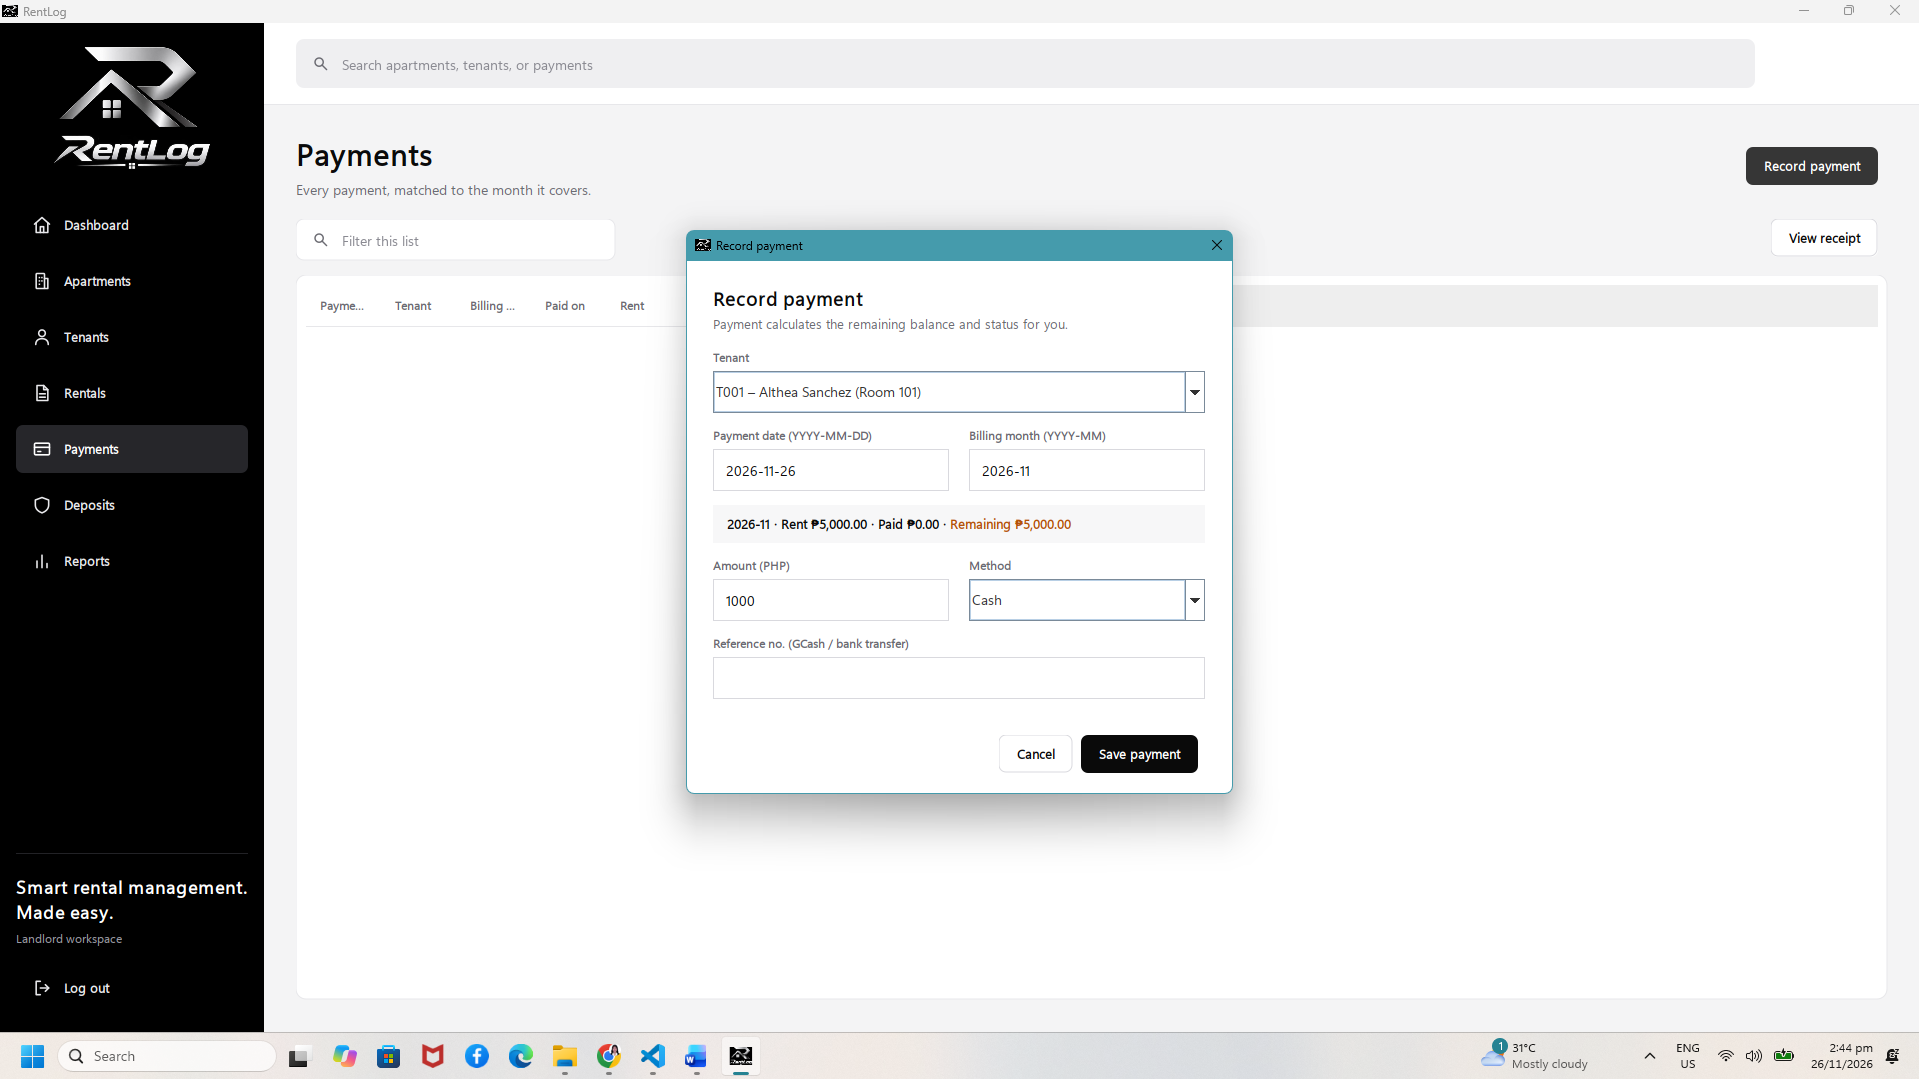 RentLog
RentLog
Search apartments, tenants, or payments
Payments
Every payment, matched to the month it covers.
Record payment
Filter this list
View receipt
Dashboard
Apartments
Tenants
Rentals
Payments
Deposits
Reports
Payme...
Tenant
Billing ...
Paid on
Rent
Record payment
Record payment
Payment calculates the remaining balance and status for you.
Tenant
T001 – Althea Sanchez (Room 101)
Payment date (YYYY-MM-DD)
Billing month (YYYY-MM)
2026-11-26
2026-11
2026-11 · Rent ₱5,000.00 · Paid ₱0.00 · Remaining ₱5,000.00
Amount (PHP)
Method
1000
Cash
Reference no. (GCash / bank transfer)
Cancel
Save payment
Smart rental management.
Made easy.
Landlord workspace
Log out
Search
1
31°C
Mostly cloudy
ENG
US
2:44 pm
26/11/2026